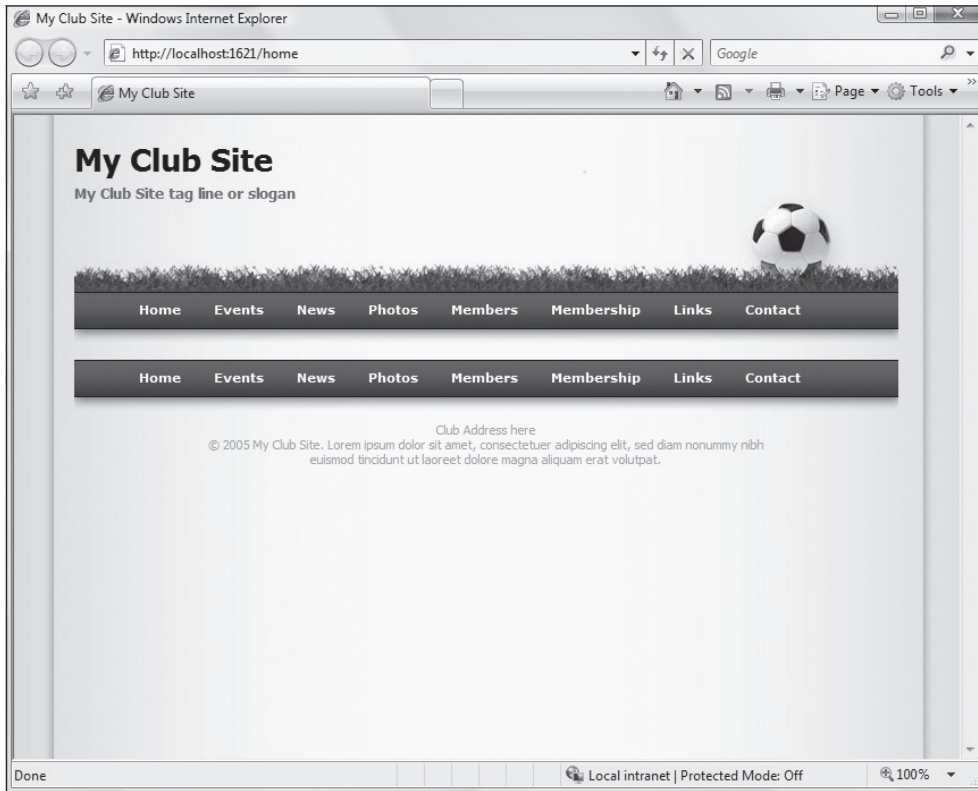 My Club Site - Windows Internet Explorer
http://localhost:1621/home
Google
My Club Site
Page
Tools
My Club Site
My Club Site tag line or slogan
Home Events News Photos Members Membership Links Contact
Home Events News Photos Members Membership Links Contact
Club Address here
© 2005 My Club Site. Lorem ipsum dolor sit amet, consectetuer adipiscing elit, sed diam nonummy nibh
euismod tincidunt ut laoreet dolore magna aliquam erat volutpat.
Done
Local intranet | Protected Mode: Off
100%